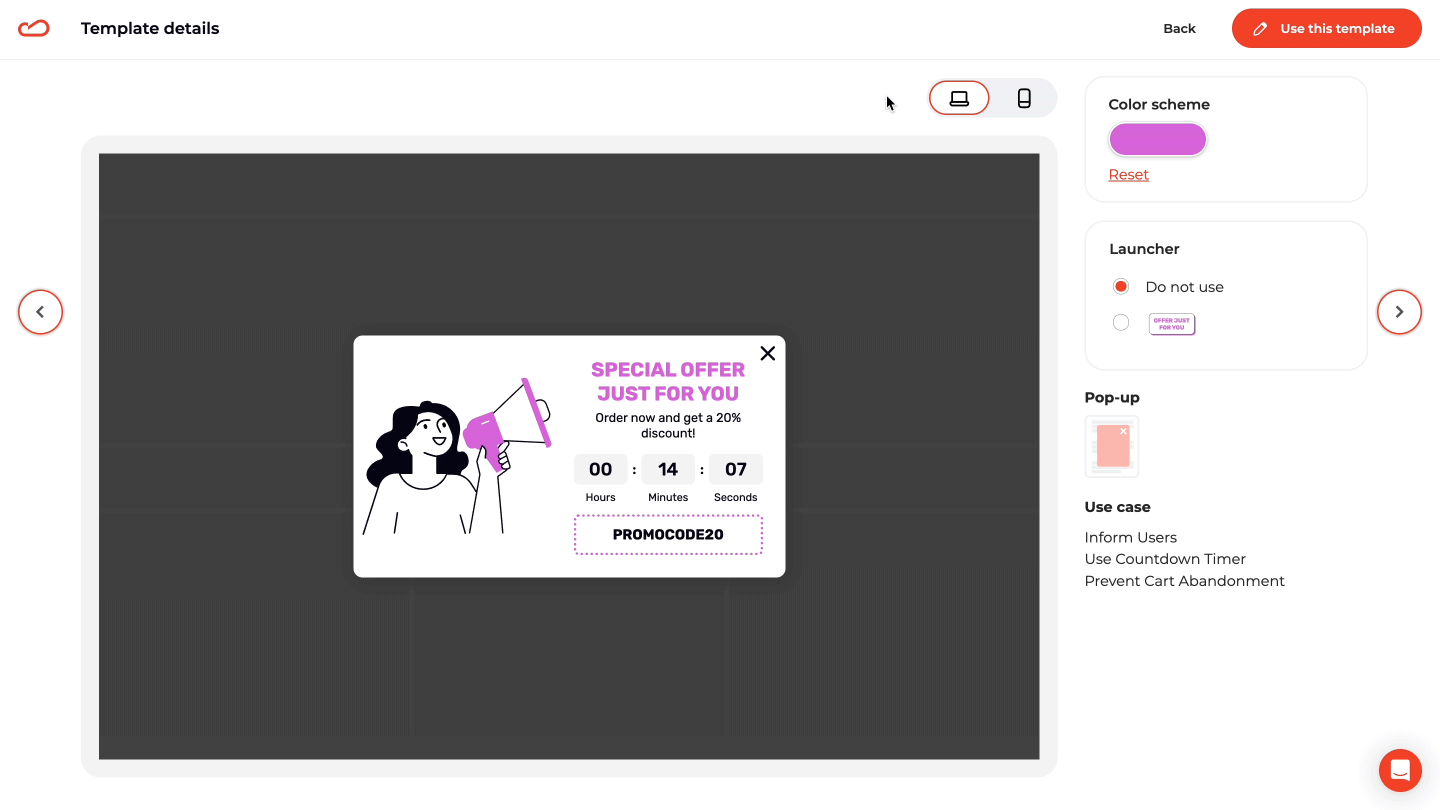 Template details
Back
Use this template
Color scheme
Reset
Launcher
Do not use
OFFER JUST
FOR YOU
SPECIAL OFFER
JUST FOR YOU
Order now and get a 20%
discount!
00 : 14 : 07
Hours Minutes Seconds
PROMOCODE20
Pop-up
Use case
Inform Users
Use Countdown Timer
Prevent Cart Abandonment